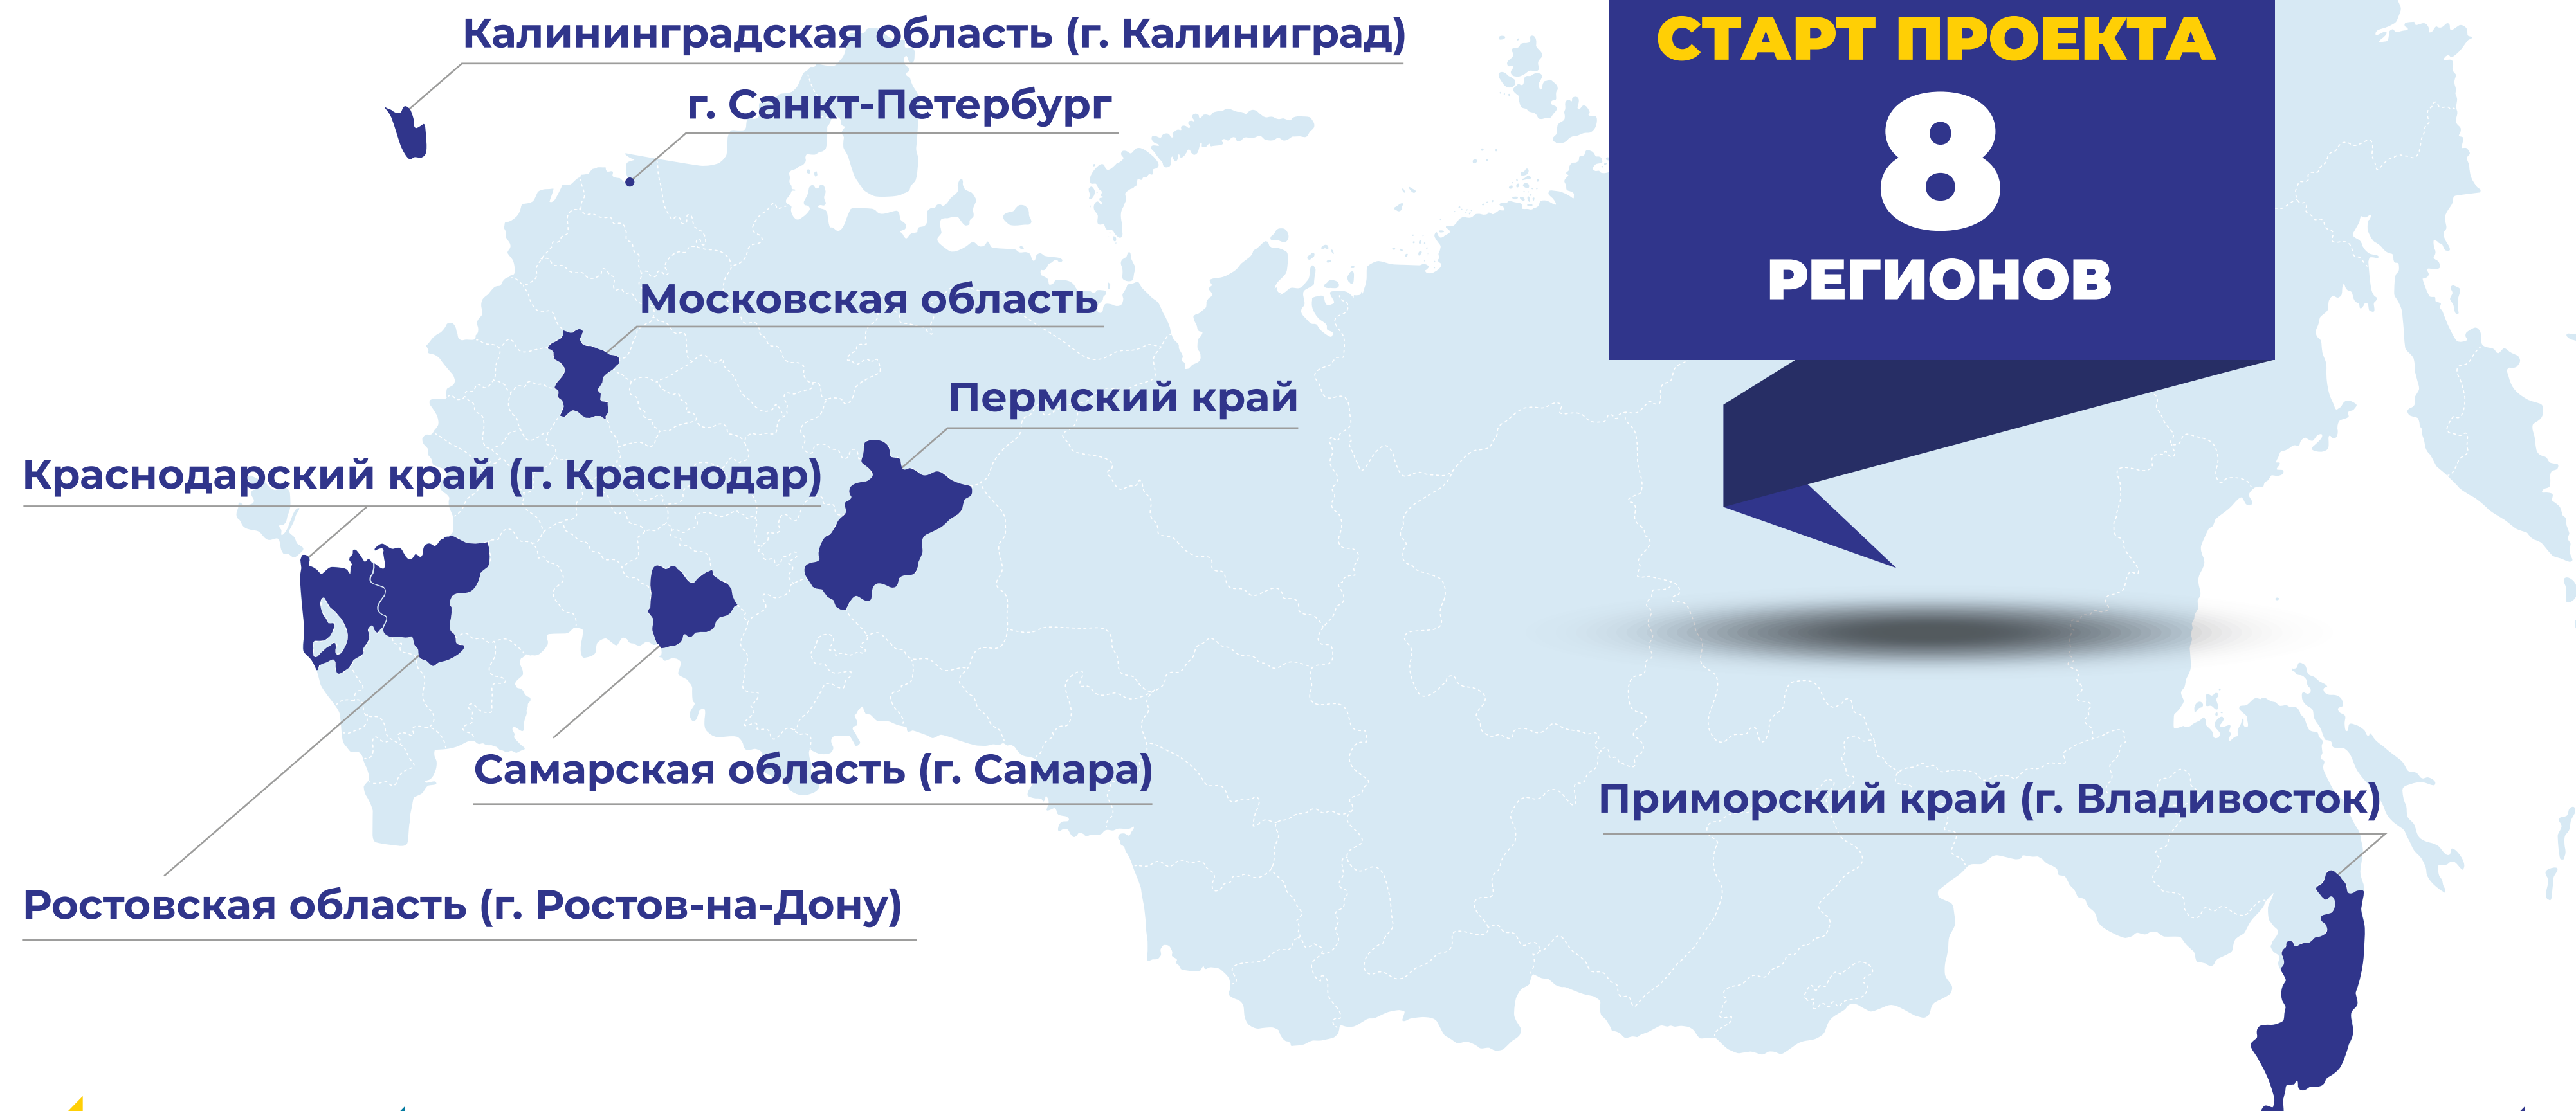 Калининградская область (г. Калиниград)
г. Санкт-Петербург
СТАРТ ПРОЕКТА
8
РЕГИОНОВ
Московская область
Пермский край
Краснодарский край (г. Краснодар)
Самарская область (г. Самара)
Приморский край (г. Владивосток)
Ростовская область (г. Ростов-на-Дону)